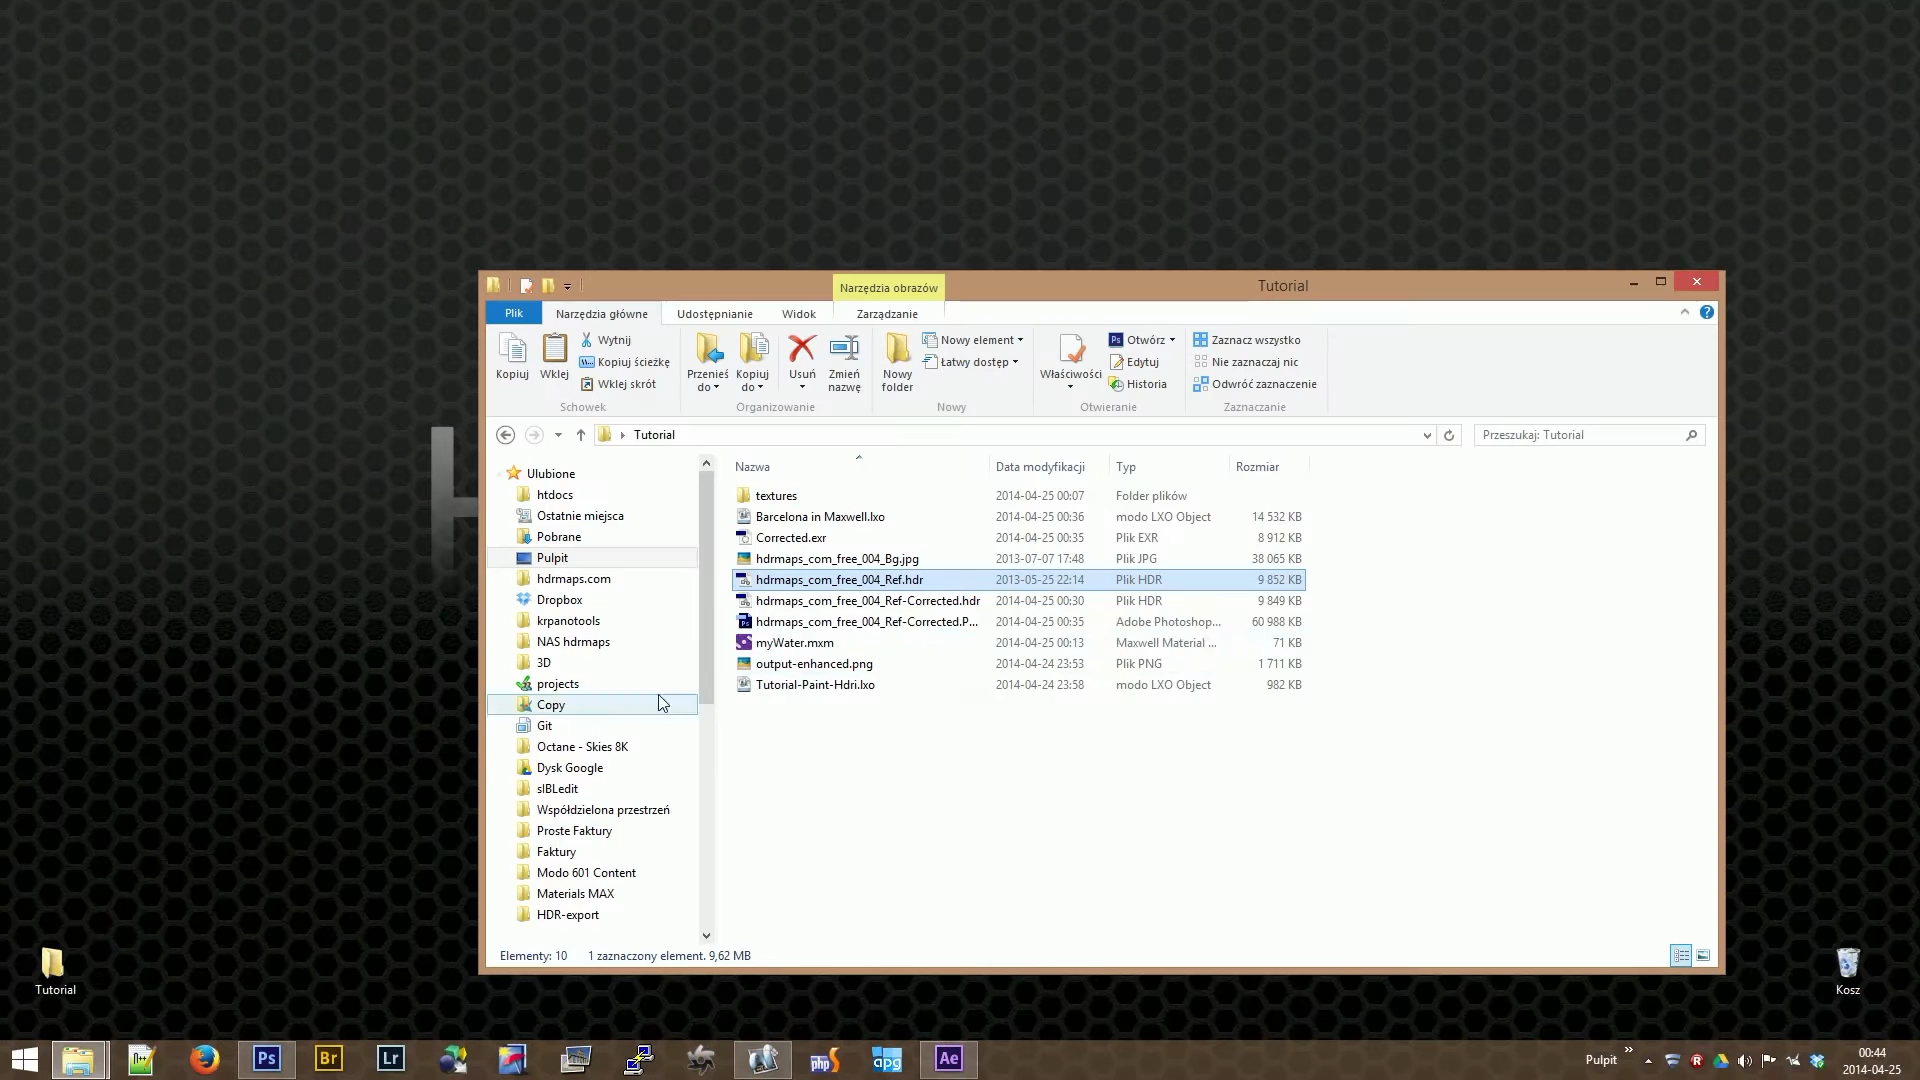 Narzędzia obrazów
Tutorial
Plik
Narzędzia główne
Udostępnianie
Widok
Zarządzanie
Kopiuj
Wklej
Wytnij
Kopiuj ścieżkę
Wklej skrót
Schowek
Przenieś do
Kopiuj do
Usuń
Zmień nazwę
Organizowanie
Nowy folder
Nowy element
Łatwy dostęp
Nowy
Właściwości
Otwórz
Edytuj
Historia
Otwieranie
Zaznacz wszystko
Nie zaznaczaj nic
Odwróć zaznaczenie
Zaznaczanie
Tutorial
Przeszukaj: Tutorial
Ulubione
htdocs
Ostatnie miejsca
Pobrane
Pulpit
hdrmaps.com
Dropbox
krpanotools
NAS hdrmaps
3D
projects
Copy
Git
Octane - Skies 8K
Dysk Google
sIBLedit
Współdzielona przestrzeń
Proste Faktury
Faktury
Modo 601 Content
Materials MAX
HDR-export
Nazwa Data modyfikacji Typ Rozmiar
textures 2014-04-25 00:07 Folder plików
Barcelona in Maxwell.lxo 2014-04-25 00:36 modo LXO Object 14 532 KB
Corrected.exr 2014-04-25 00:35 Plik EXR 8 912 KB
hdrmaps_com_free_004_Bg.jpg 2013-07-07 17:48 Plik JPG 38 065 KB
hdrmaps_com_free_004_Ref.hdr 2013-05-25 22:14 Plik HDR 9 852 KB
hdrmaps_com_free_004_Ref-Corrected.hdr 2014-04-25 00:30 Plik HDR 9 849 KB
hdrmaps_com_free_004_Ref-Corrected.P... 2014-04-25 00:35 Adobe Photoshop... 60 988 KB
myWater.mxm 2014-04-25 00:13 Maxwell Material ... 71 KB
output-enhanced.png 2014-04-24 23:53 Plik PNG 1 711 KB
Tutorial-Paint-Hdri.lxo 2014-04-24 23:58 modo LXO Object 982 KB
Elementy: 10 1 zaznaczony element. 9,62 MB
H
Tutorial
Kosz
Ps
Br
Lr
php
apg
Ae
Pulpit
00:44
2014-04-25